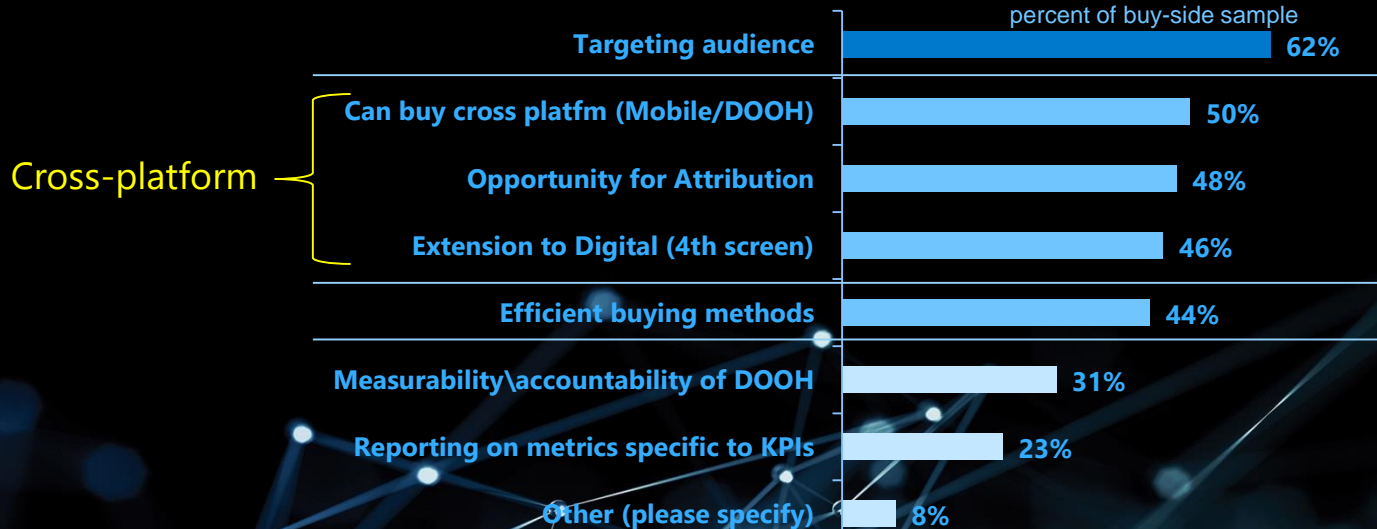 percent of buy-side sample
Targeting audience 62%
Can buy cross platfm (Mobile/DOOH) 50%
Cross-platform
Opportunity for Attribution 48%
Extension to Digital (4th screen) 46%
Efficient buying methods 44%
Measurability\accountability of DOOH 31%
Reporting on metrics specific to KPIs 23%
Other (please specify) 8%